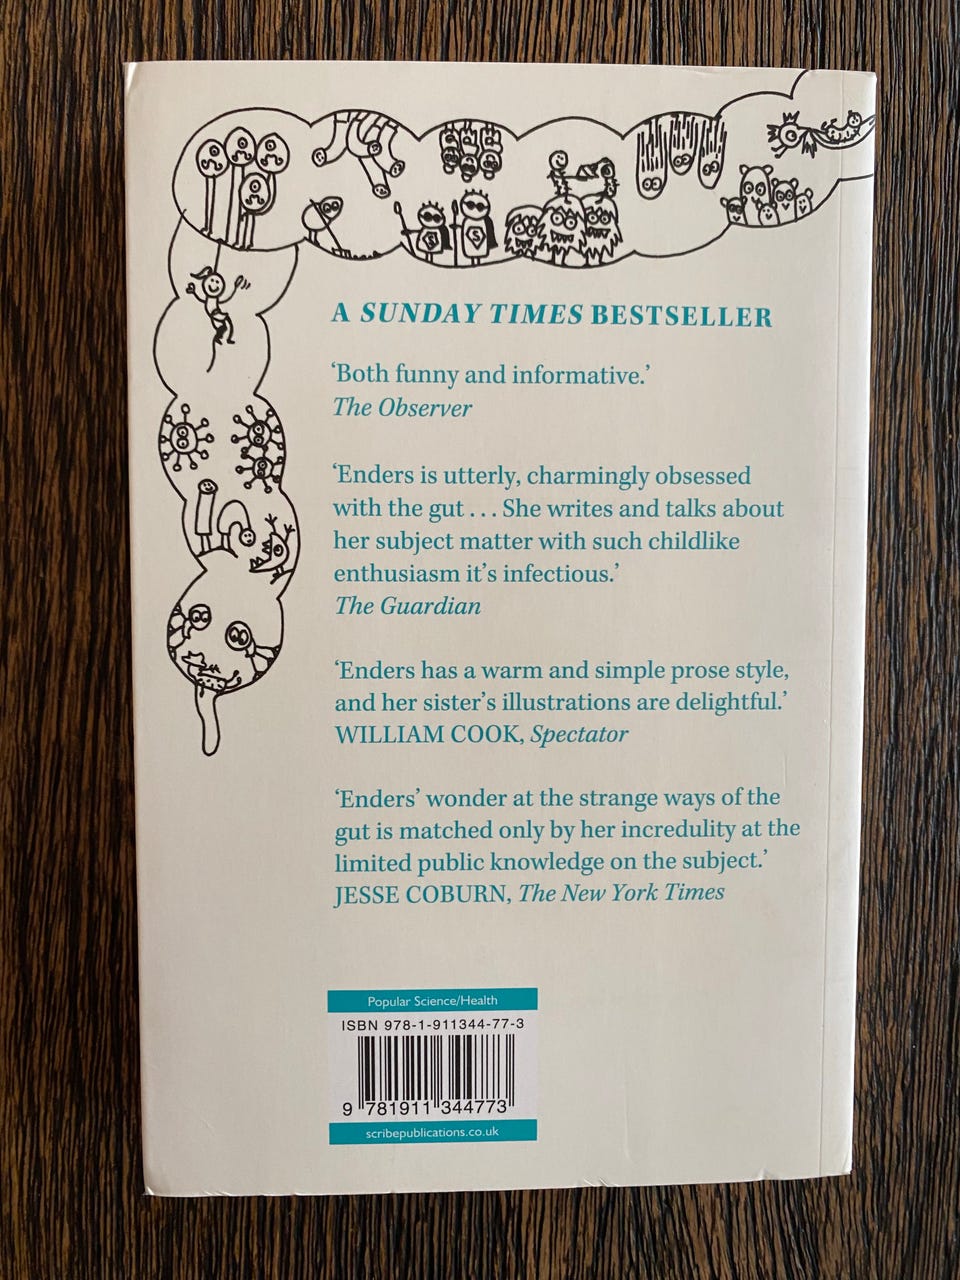 A SUNDAY TIMES BESTSELLER
‘Both funny and informative.’
The Observer
‘Enders is utterly, charmingly obsessed
with the gut . . . She writes and talks about
her subject matter with such childlike
enthusiasm it’s infectious.’
The Guardian
‘Enders has a warm and simple prose style,
and her sister’s illustrations are delightful.’
WILLIAM COOK, Spectator
‘Enders’ wonder at the strange ways of the
gut is matched only by her incredulity at the
limited public knowledge on the subject.’
JESSE COBURN, The New York Times
Popular Science/Health
ISBN 978-1-911344-77-3
9 781911 344773
scribepublications.co.uk